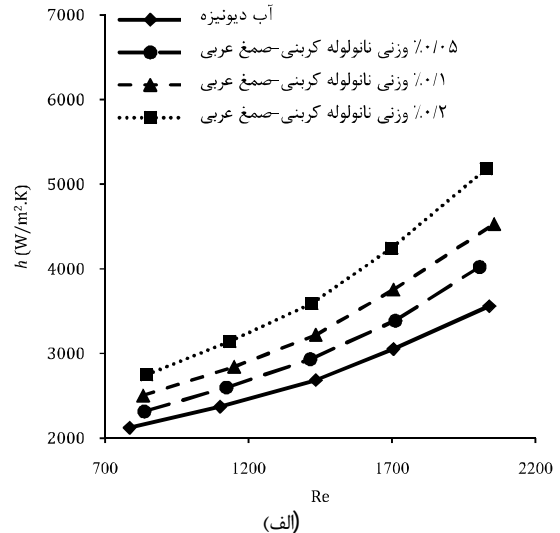 7000
6000
5000
4000
3000
2000
h (W/m².K)
آب دیونیزه
٪۰/۰۵ وزنی نانولوله کربنی-صمغ عربی
٪۰/۱ وزنی نانولوله کربنی-صمغ عربی
٪۰/۲ وزنی نانولوله کربنی-صمغ عربی
700 1200 1700 2200
Re
(الف)